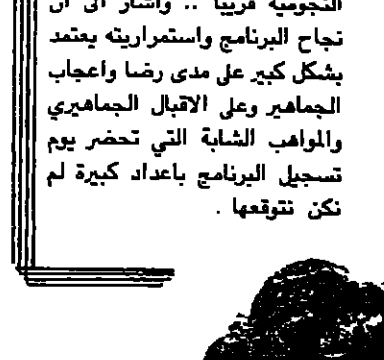 النجومية قريبا .. واشار الى ان
نجاح البرنامج واستمراريته يعتمد
بشكل كبير على مدى رضا واعجاب
الجماهير وعلى الاقبال الجماهيري
والمواهب الشابة التي تحضر يوم
تسجيل البرنامج باعداد كبيرة لم
نكن نتوقعها .